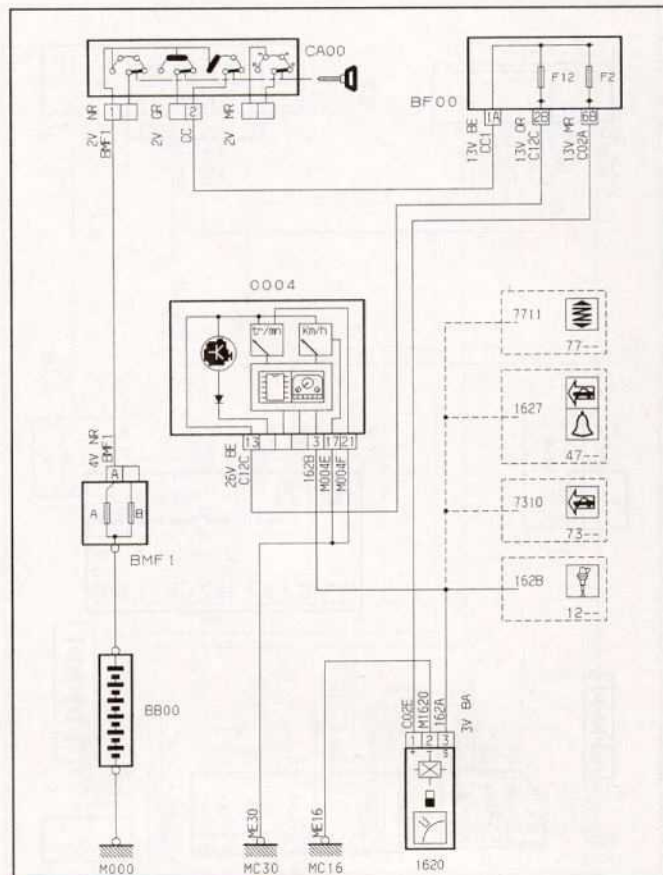 CA00
BF00
F12
F2
1
2
1A
2B
6B
2V NR
BMF1
2V GR
CC
2V MR
13V BE
CC1
13V OR
C12C
13V MR
C02A
0004
tr/mn
Km/h
13
3
17
21
26V BE
C12C
162B
M004E
M004F
7711
77--
1627
47--
7310
73--
162B
12--
4V NR
BMF1
A
A
B
BMF1
BB00
C02E
M1620
162A
3V BA
1
2
3
+
-
S
ME30
ME16
M000
MC30
MC16
1620